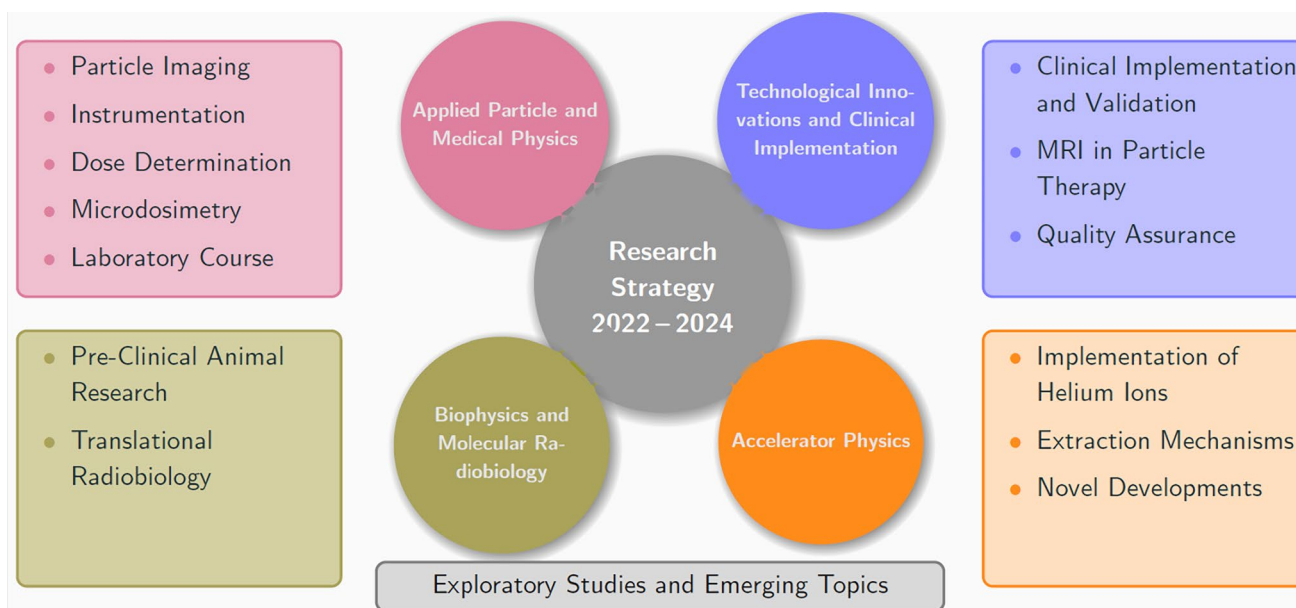 Particle Imaging
Instrumentation
Dose Determination
Microdosimetry
Laboratory Course
Applied Particle and
Medical Physics
Technological Inno-
vations and Clinical
Implementation
Clinical Implementation
and Validation
MRI in Particle
Therapy
Quality Assurance
Research
Strategy
2022 – 2024
Pre-Clinical Animal
Research
Translational
Radiobiology
Biophysics and
Molecular Ra-
diobiology
Accelerator Physics
Implementation of
Helium Ions
Extraction Mechanisms
Novel Developments
Exploratory Studies and Emerging Topics